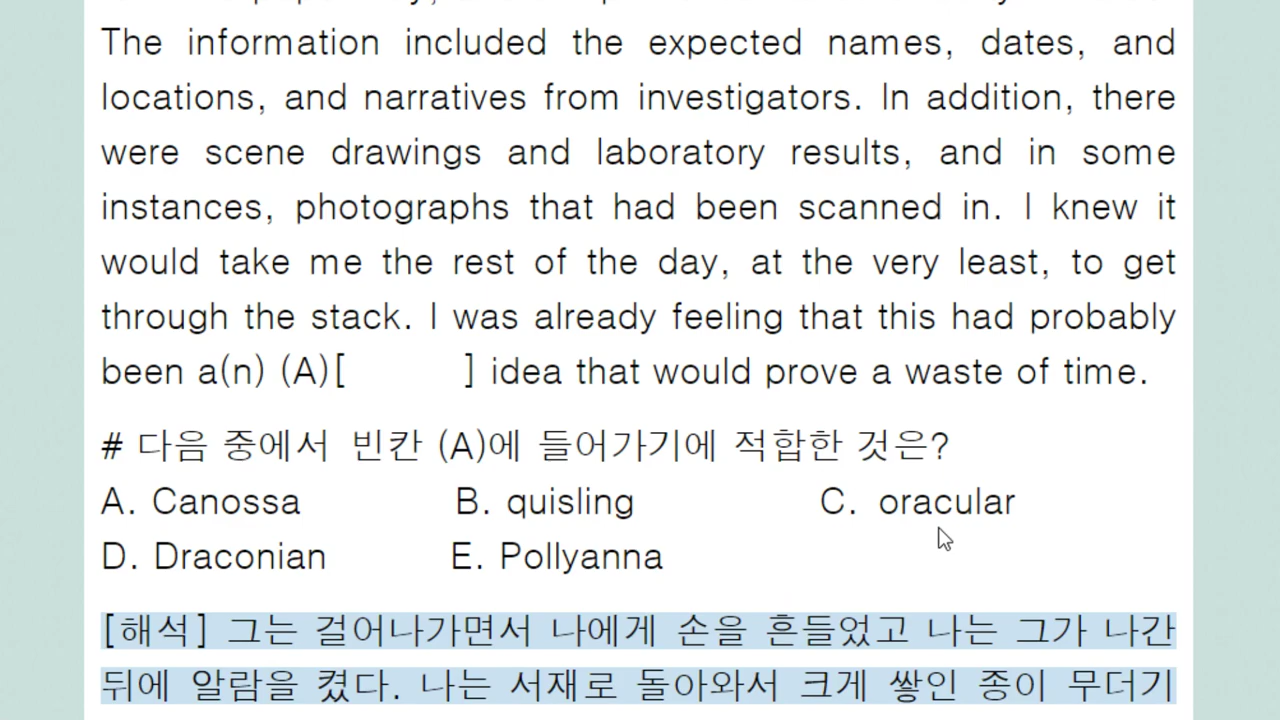 The information included the expected names, dates, and
locations, and narratives from investigators. In addition, there
were scene drawings and laboratory results, and in some
instances, photographs that had been scanned in. I knew it
would take me the rest of the day, at the very least, to get
through the stack. I was already feeling that this had probably
been a(n) (A)[ ] idea that would prove a waste of time.
# 다음 중에서 빈칸 (A)에 들어가기에 적합한 것은?
A. Canossa B. quisling C. oracular
D. Draconian E. Pollyanna
[해석] 그는 걸어나가면서 나에게 손을 흔들었고 나는 그가 나간
뒤에 알람을 켰다. 나는 서재로 돌아와서 크게 쌓인 종이 무더기